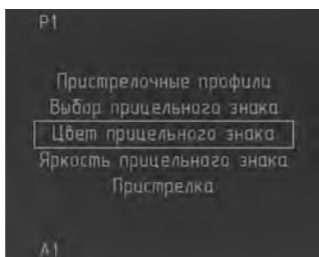 P1
Пристрелочные профили
Выбор прицельного знака
Цвет прицельного знака
Яркость прицельного знака
Пристрелка
A1